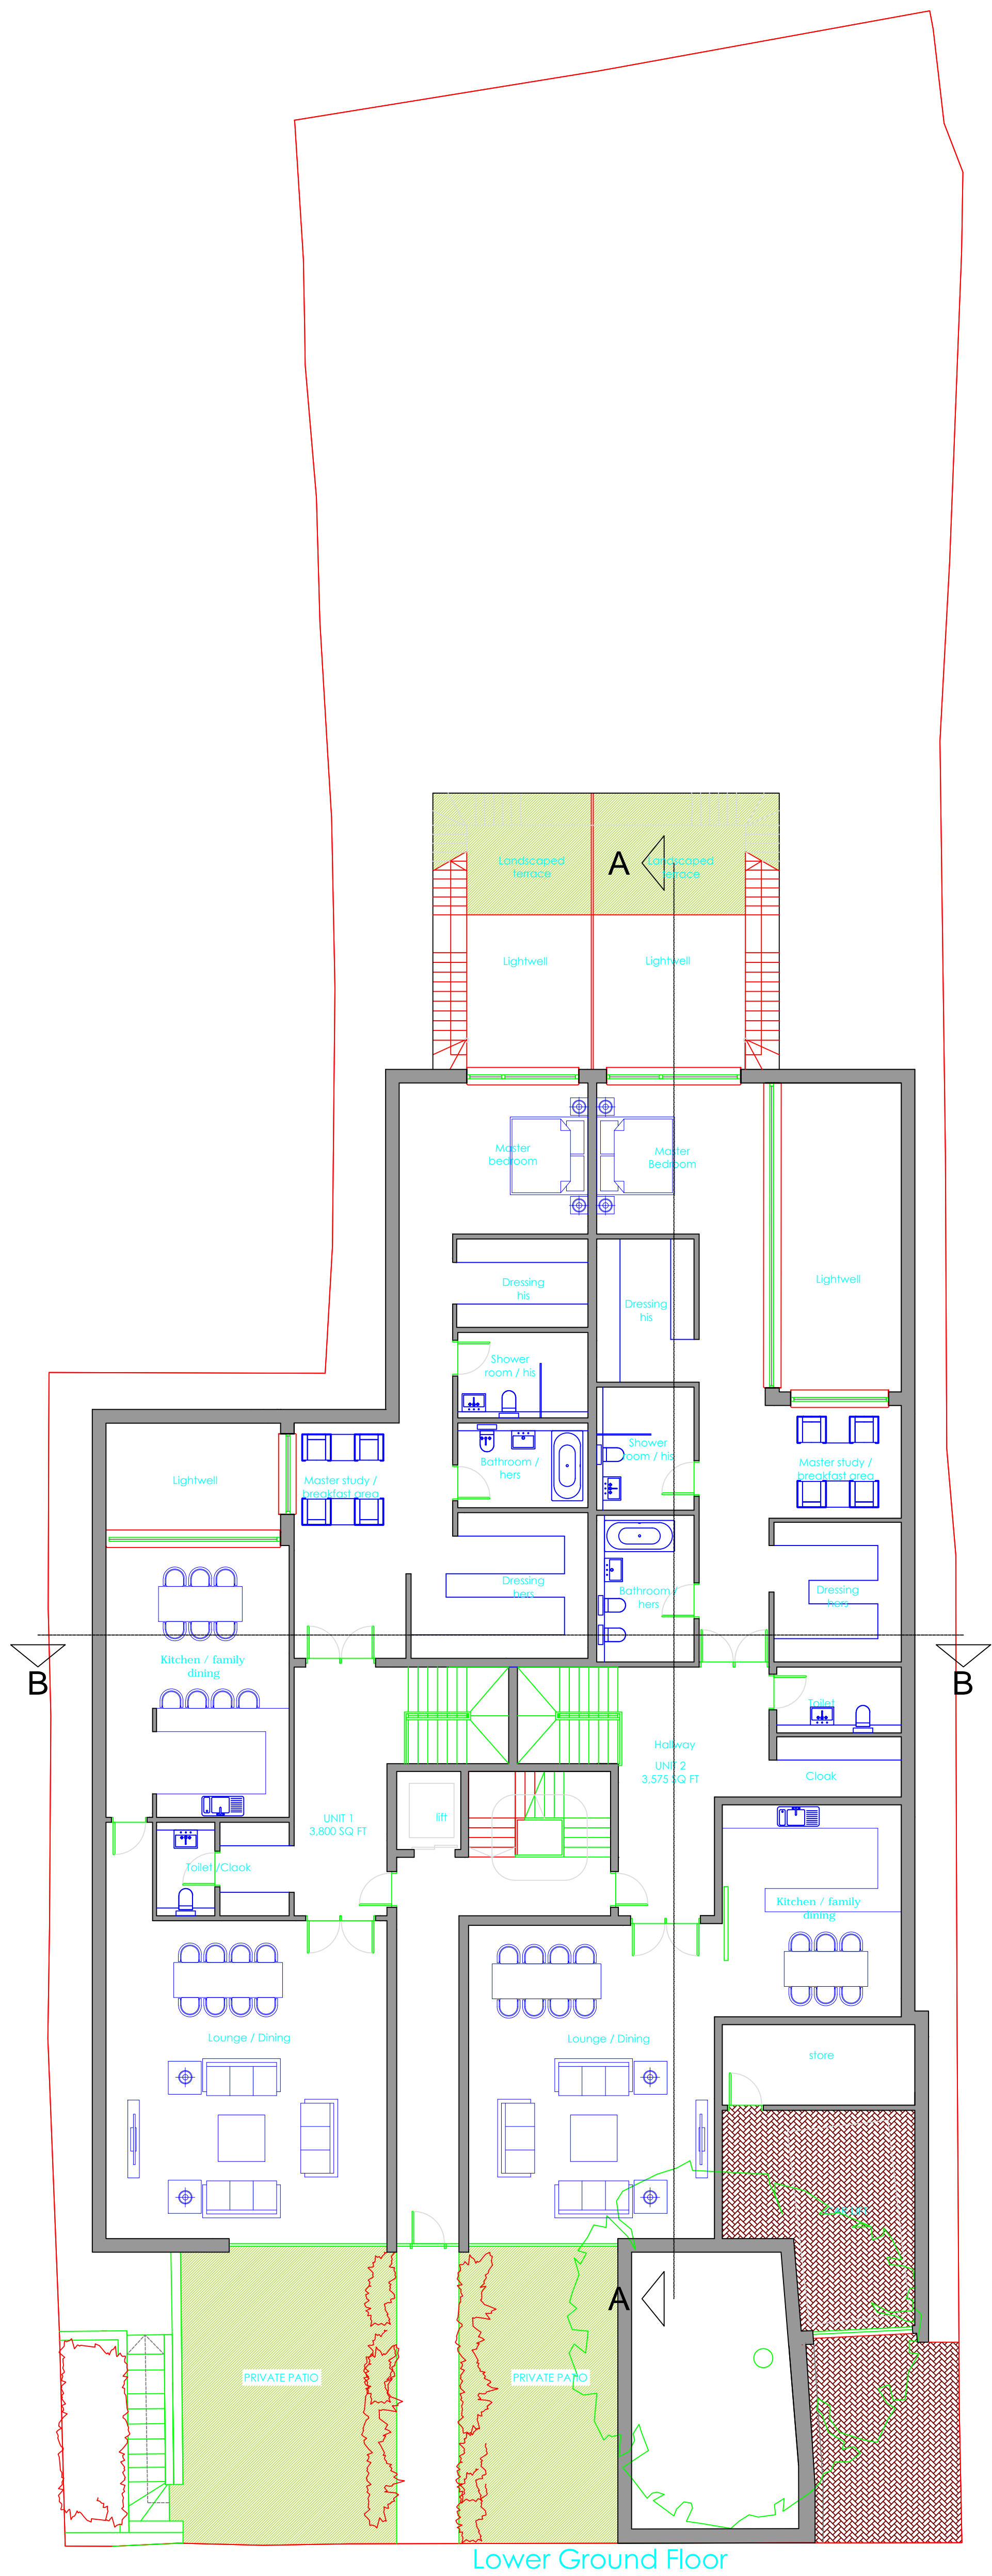 Landscaped
terrace
A
Landscaped
terrace
Lightwell
Lightwell
Master
bedroom
Master
Bedroom
Dressing
his
Dressing
his
Lightwell
Shower
room / his
Shower
room / his
Bathroom /
hers
Lightwell
Master study /
breakfast area
Master study /
breakfast area
Dressing
hers
Bathroom /
hers
Dressing
hers
Kitchen / family
dining
B
B
Toilet
Hallway
UNIT 2
3,575 SQ FT
Cloak
UNIT 1
3,800 SQ FT
lift
Toilet /Cloak
Kitchen / family
dining
Lounge / Dining
Lounge / Dining
store
A
PRIVATE PATIO
PRIVATE PATIO
Lower Ground Floor